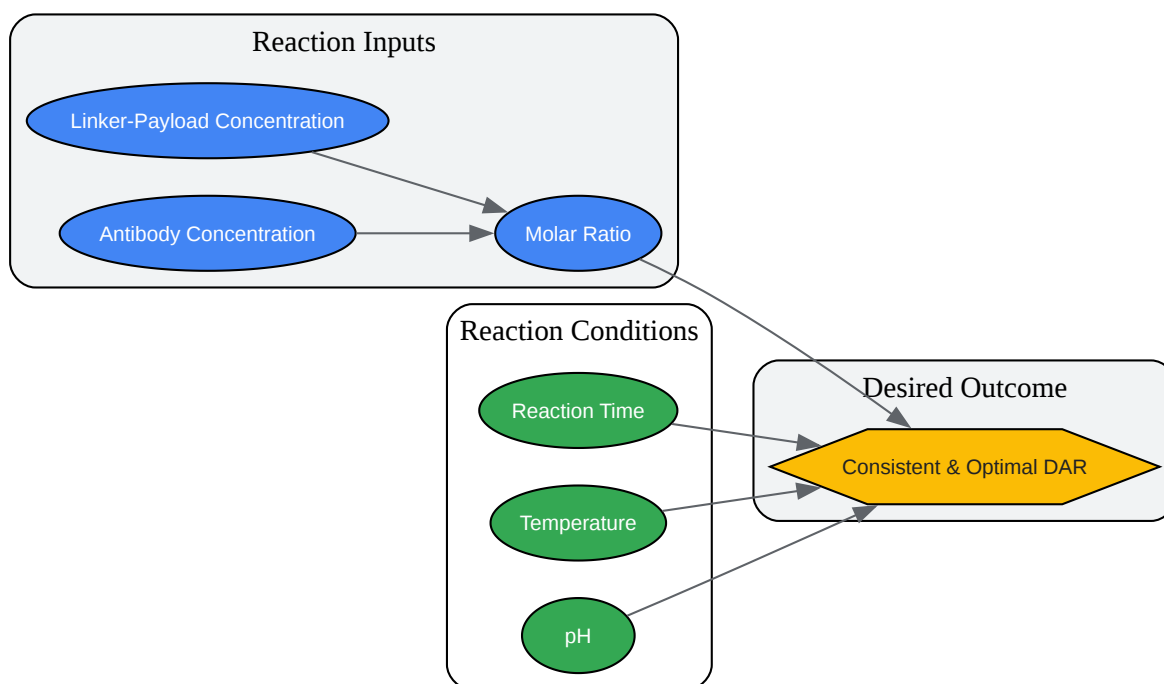 Reaction Inputs
Linker-Payload Concentration
Antibody Concentration
Molar Ratio
Reaction Conditions
Reaction Time
Temperature
pH
Desired Outcome
Consistent & Optimal DAR